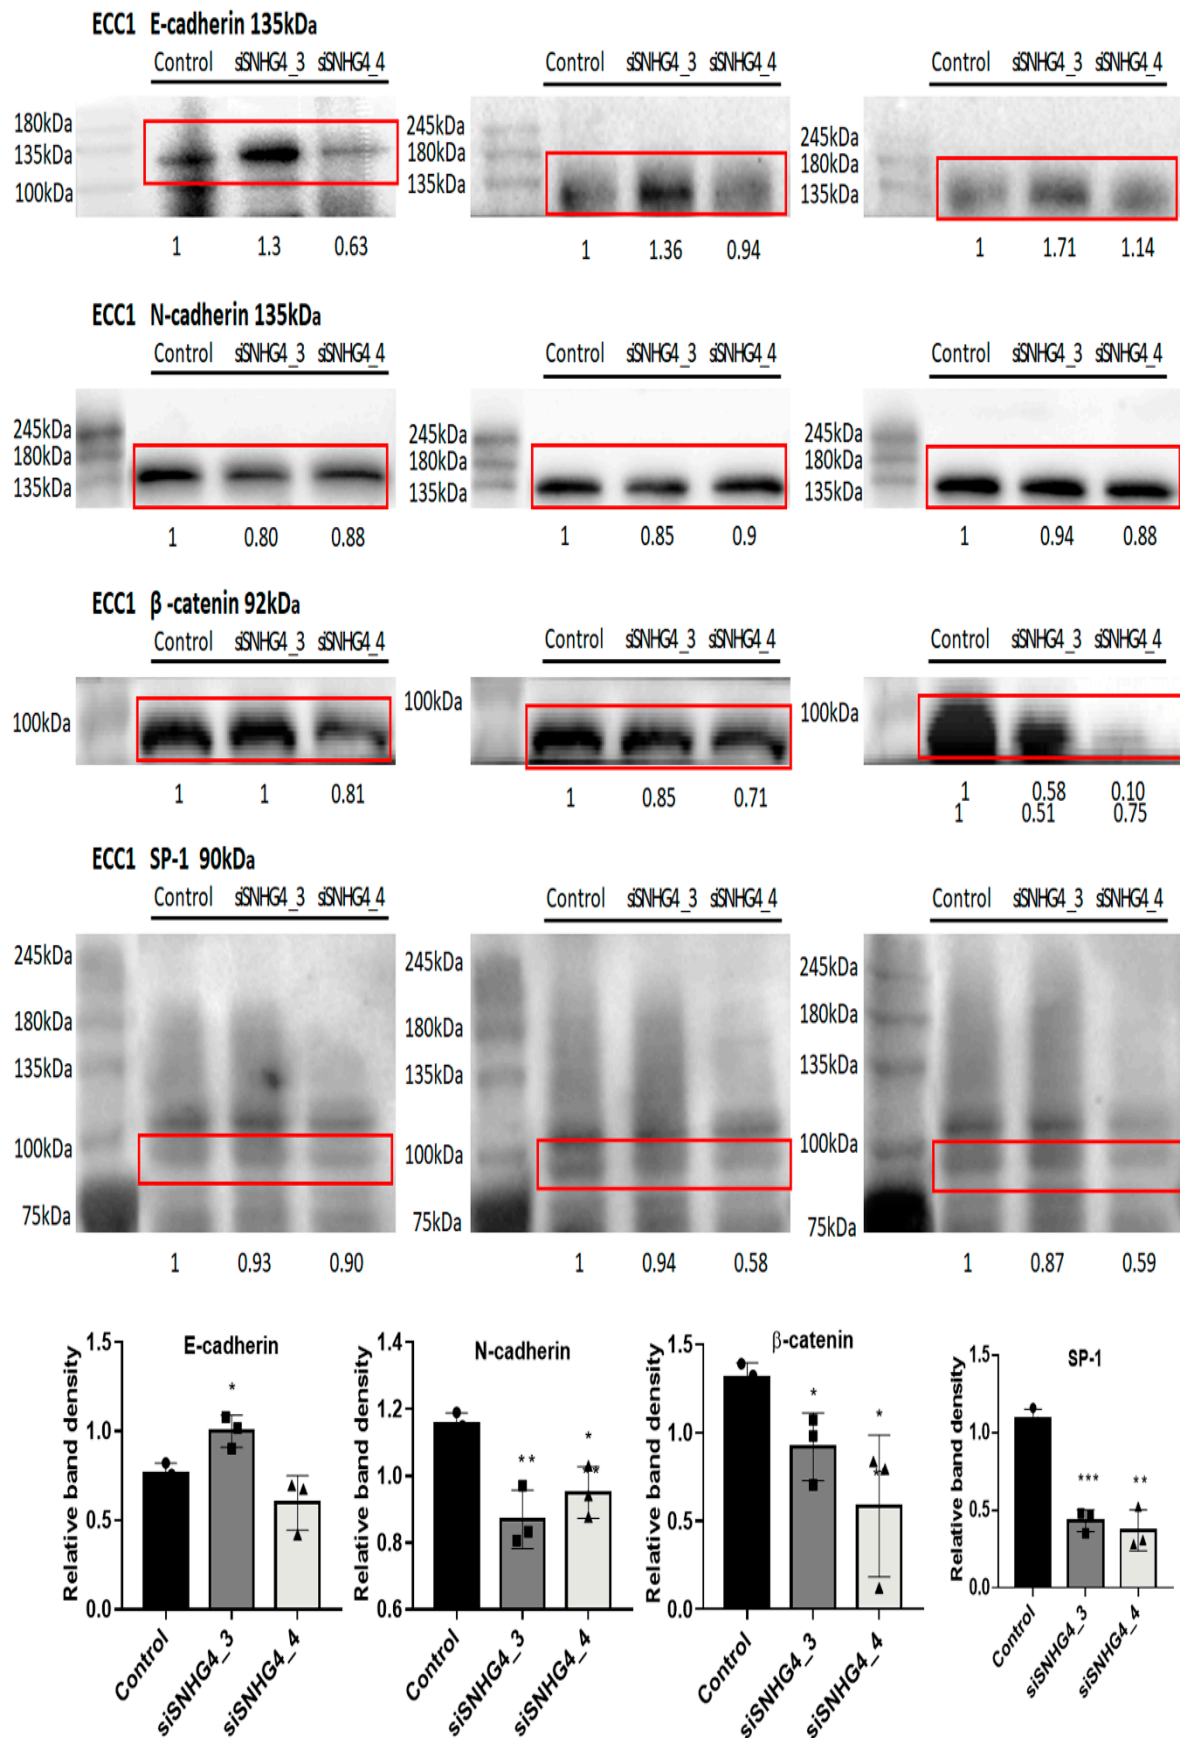 ECC1 E-cadherin 135kDa
Control siSNHG4_3 siSNHG4_4 Control siSNHG4_3 siSNHG4_4 Control siSNHG4_3 siSNHG4_4
180kDa 245kDa 245kDa
135kDa 180kDa 180kDa
100kDa 135kDa 135kDa
1 1.3 0.63 1 1.36 0.94 1 1.71 1.14
ECC1 N-cadherin 135kDa
Control siSNHG4_3 siSNHG4_4 Control siSNHG4_3 siSNHG4_4 Control siSNHG4_3 siSNHG4_4
245kDa 245kDa 245kDa
180kDa 180kDa 180kDa
135kDa 135kDa 135kDa
1 0.80 0.88 1 0.85 0.9 1 0.94 0.88
ECC1 β-catenin 92kDa
Control siSNHG4_3 siSNHG4_4 Control siSNHG4_3 siSNHG4_4 Control siSNHG4_3 siSNHG4_4
100kDa 100kDa 100kDa
1 1 0.81 1 0.85 0.71 1 0.58 0.10
1 0.51 0.75
ECC1 SP-1 90kDa
Control siSNHG4_3 siSNHG4_4 Control siSNHG4_3 siSNHG4_4 Control siSNHG4_3 siSNHG4_4
245kDa 245kDa 245kDa
180kDa 180kDa 180kDa
135kDa 135kDa 135kDa
100kDa 100kDa 100kDa
75kDa 75kDa 75kDa
1 0.93 0.90 1 0.94 0.58 1 0.87 0.59
E-cadherin
Relative band density
1.5
1.0
0.5
0.0
*
Control
siSNHG4_3
siSNHG4_4
N-cadherin
Relative band density
1.4
1.2
1.0
0.8
0.6
**
*
**
Control
siSNHG4_3
siSNHG4_4
β-catenin
Relative band density
1.5
1.0
0.5
0.0
*
*
*
Control
siSNHG4_3
siSNHG4_4
SP-1
Relative band density
1.5
1.0
0.5
0.0
***
**
Control
siSNHG4_3
siSNHG4_4